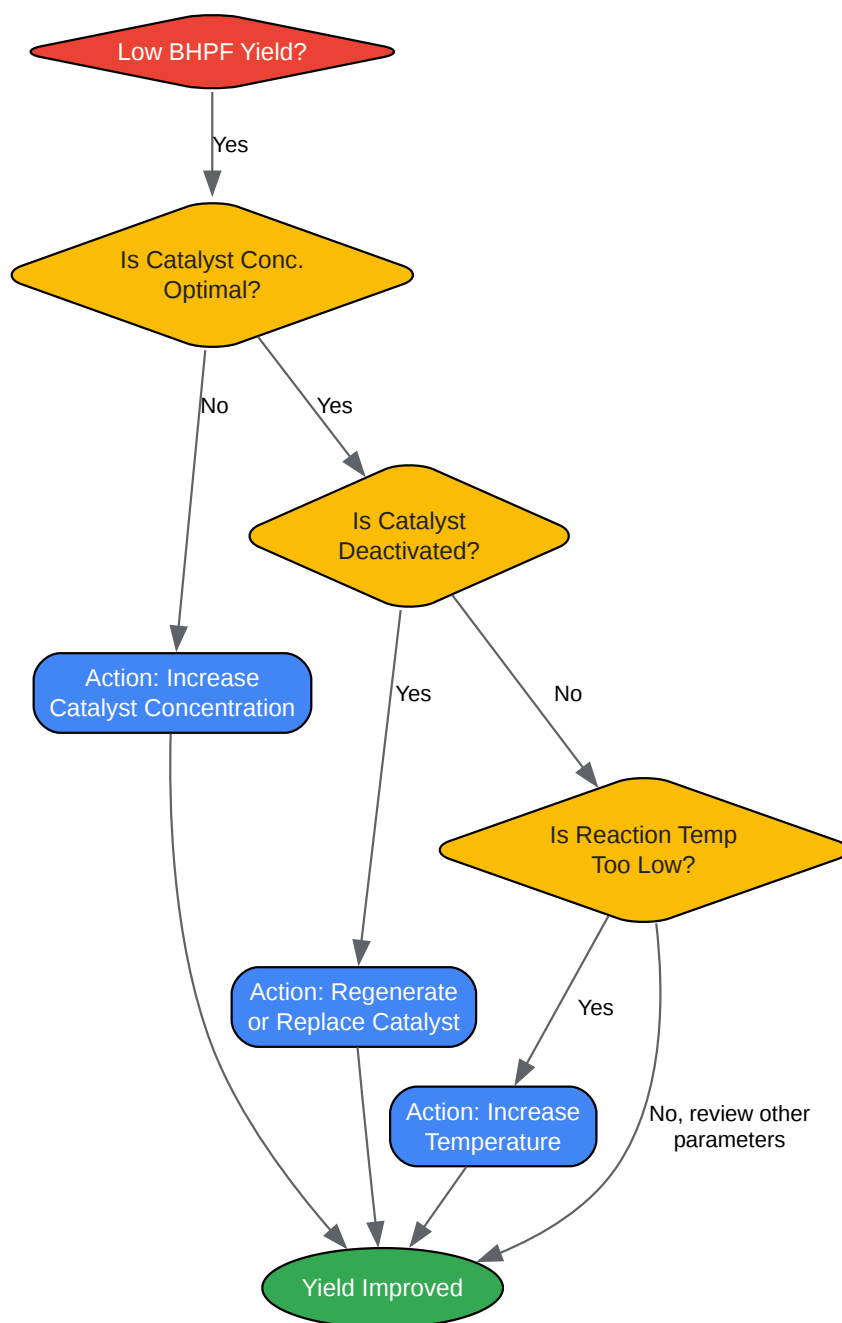 Low BHPF Yield?
Yes
Is Catalyst Conc.
Optimal?
No
Yes
Is Catalyst
Deactivated?
Action: Increase
Catalyst Concentration
Yes
No
Is Reaction Temp
Too Low?
Action: Regenerate
or Replace Catalyst
Yes
Action: Increase
Temperature
No, review other
parameters
Yield Improved